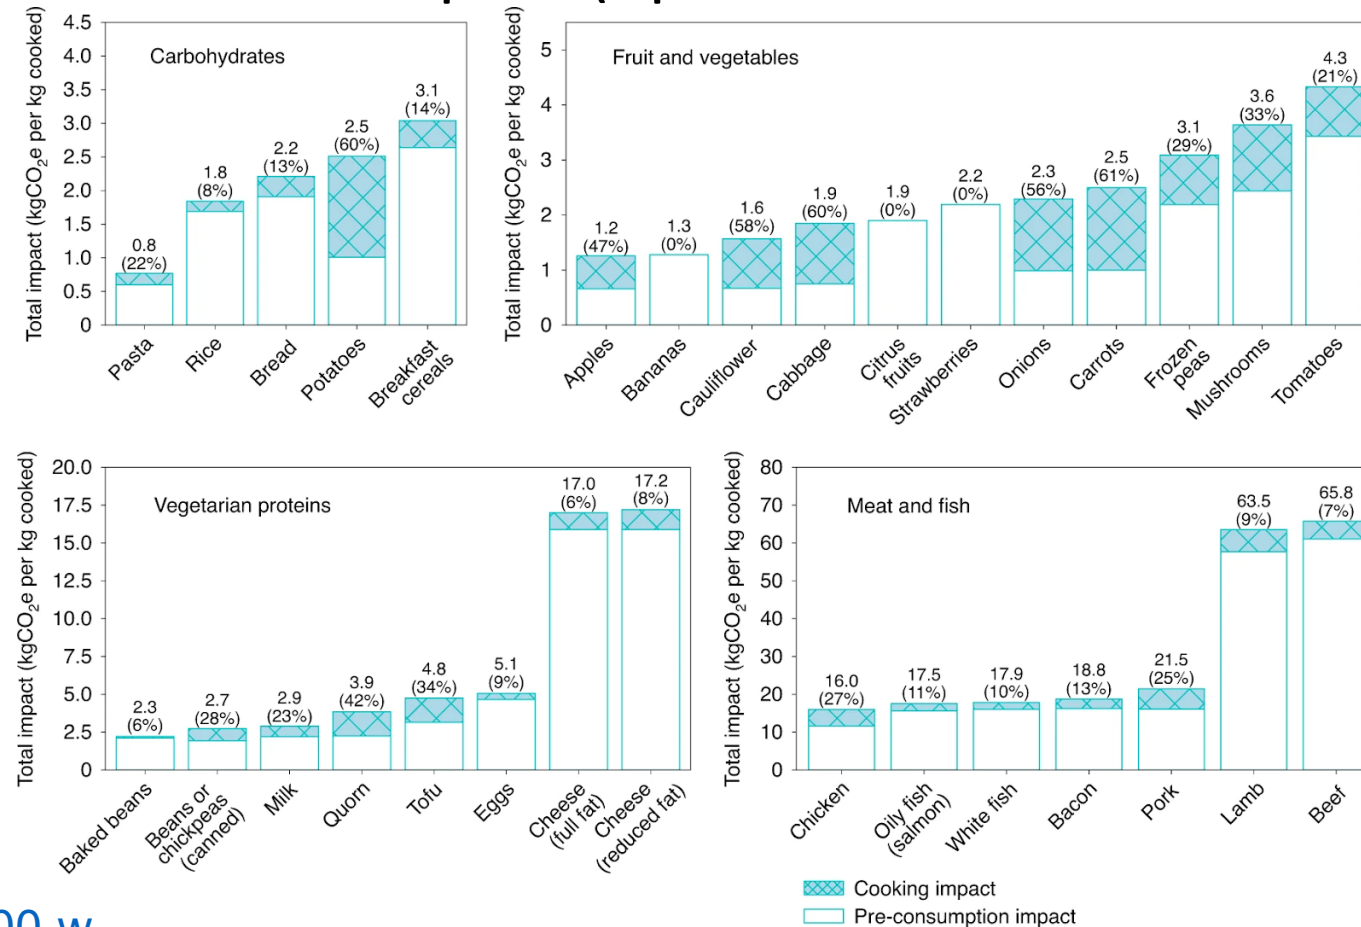 4.5
4.0
3.5
3.0
2.5
2.0
1.5
1.0
0.5
0
Total impact (kgCO2e per kg cooked)
Carbohydrates
0.8
(22%)
1.8
(8%)
2.2
(13%)
2.5
(60%)
3.1
(14%)
Pasta
Rice
Bread
Potatoes
Breakfast
cereals
5
4
3
2
1
0
Total impact (kgCO2e per kg cooked)
Fruit and vegetables
1.2
(47%)
1.3
(0%)
1.6
(58%)
1.9
(60%)
1.9
(0%)
2.2
(0%)
2.3
(56%)
2.5
(61%)
3.1
(29%)
3.6
(33%)
4.3
(21%)
Apples
Bananas
Cauliflower
Cabbage
Citrus
fruits
Strawberries
Onions
Carrots
Frozen
peas
Mushrooms
Tomatoes
20.0
17.5
15.0
12.5
10.0
7.5
5.0
2.5
0
Total impact (kgCO2e per kg cooked)
Vegetarian proteins
2.3
(6%)
2.7
(28%)
2.9
(23%)
3.9
(42%)
4.8
(34%)
5.1
(9%)
17.0
(6%)
17.2
(8%)
Baked beans
Beans or
chickpeas
(canned)
Milk
Quorn
Tofu
Eggs
Cheese
(full fat)
Cheese
(reduced fat)
80
70
60
50
40
30
20
10
0
Total impact (kgCO2e per kg cooked)
Meat and fish
16.0
(27%)
17.5
(11%)
17.9
(10%)
18.8
(13%)
21.5
(25%)
63.5
(9%)
65.8
(7%)
Chicken
Oily fish
(salmon)
White fish
Bacon
Pork
Lamb
Beef
Cooking impact
Pre-consumption impact